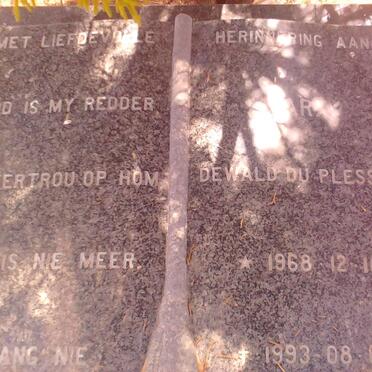 MET LIEFDEVOLLE
D IS MY REDDER
ERTROU OP HOM
IS NIE MEER
ANG NIE
HERINNERING AAN
DEWALD DU PLESS
* 1968-12-1
1993-08